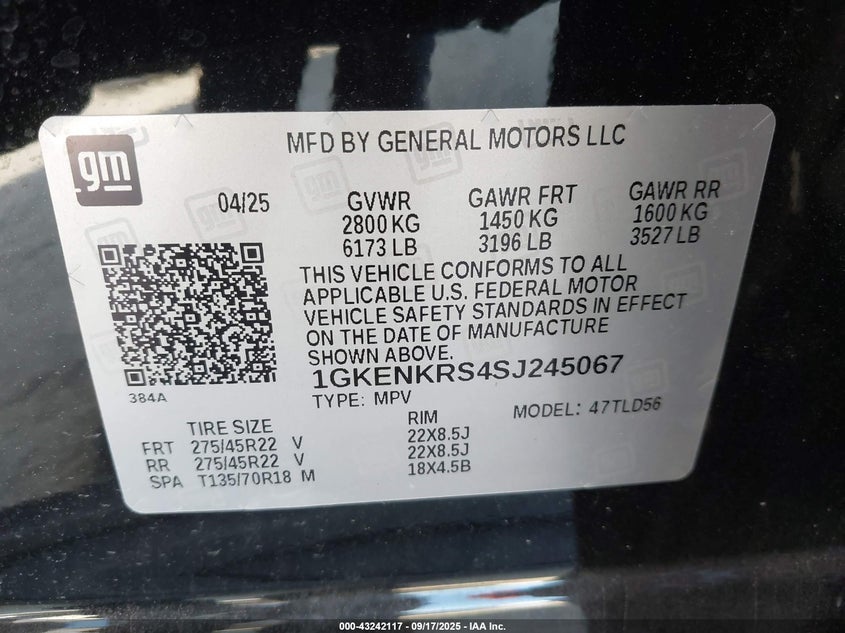 gm
MFD BY GENERAL MOTORS LLC
04/25 GVWR GAWR FRT GAWR RR
2800 KG 1450 KG 1600 KG
6173 LB 3196 LB 3527 LB
THIS VEHICLE CONFORMS TO ALL
APPLICABLE U.S. FEDERAL MOTOR
VEHICLE SAFETY STANDARDS IN EFFECT
ON THE DATE OF MANUFACTURE
SHOWN ABOVE.
384A
1GKENKRS4SJ245067
TYPE: MPV
MODEL: 47TLD56
TIRE SIZE RIM
FRT 275/45R22 V 22X8.5J
RR 275/45R22 V 22X8.5J
SPA T135/70R18 M 18X4.5B
000-43242117 - 09/17/2025 - IAA Inc.